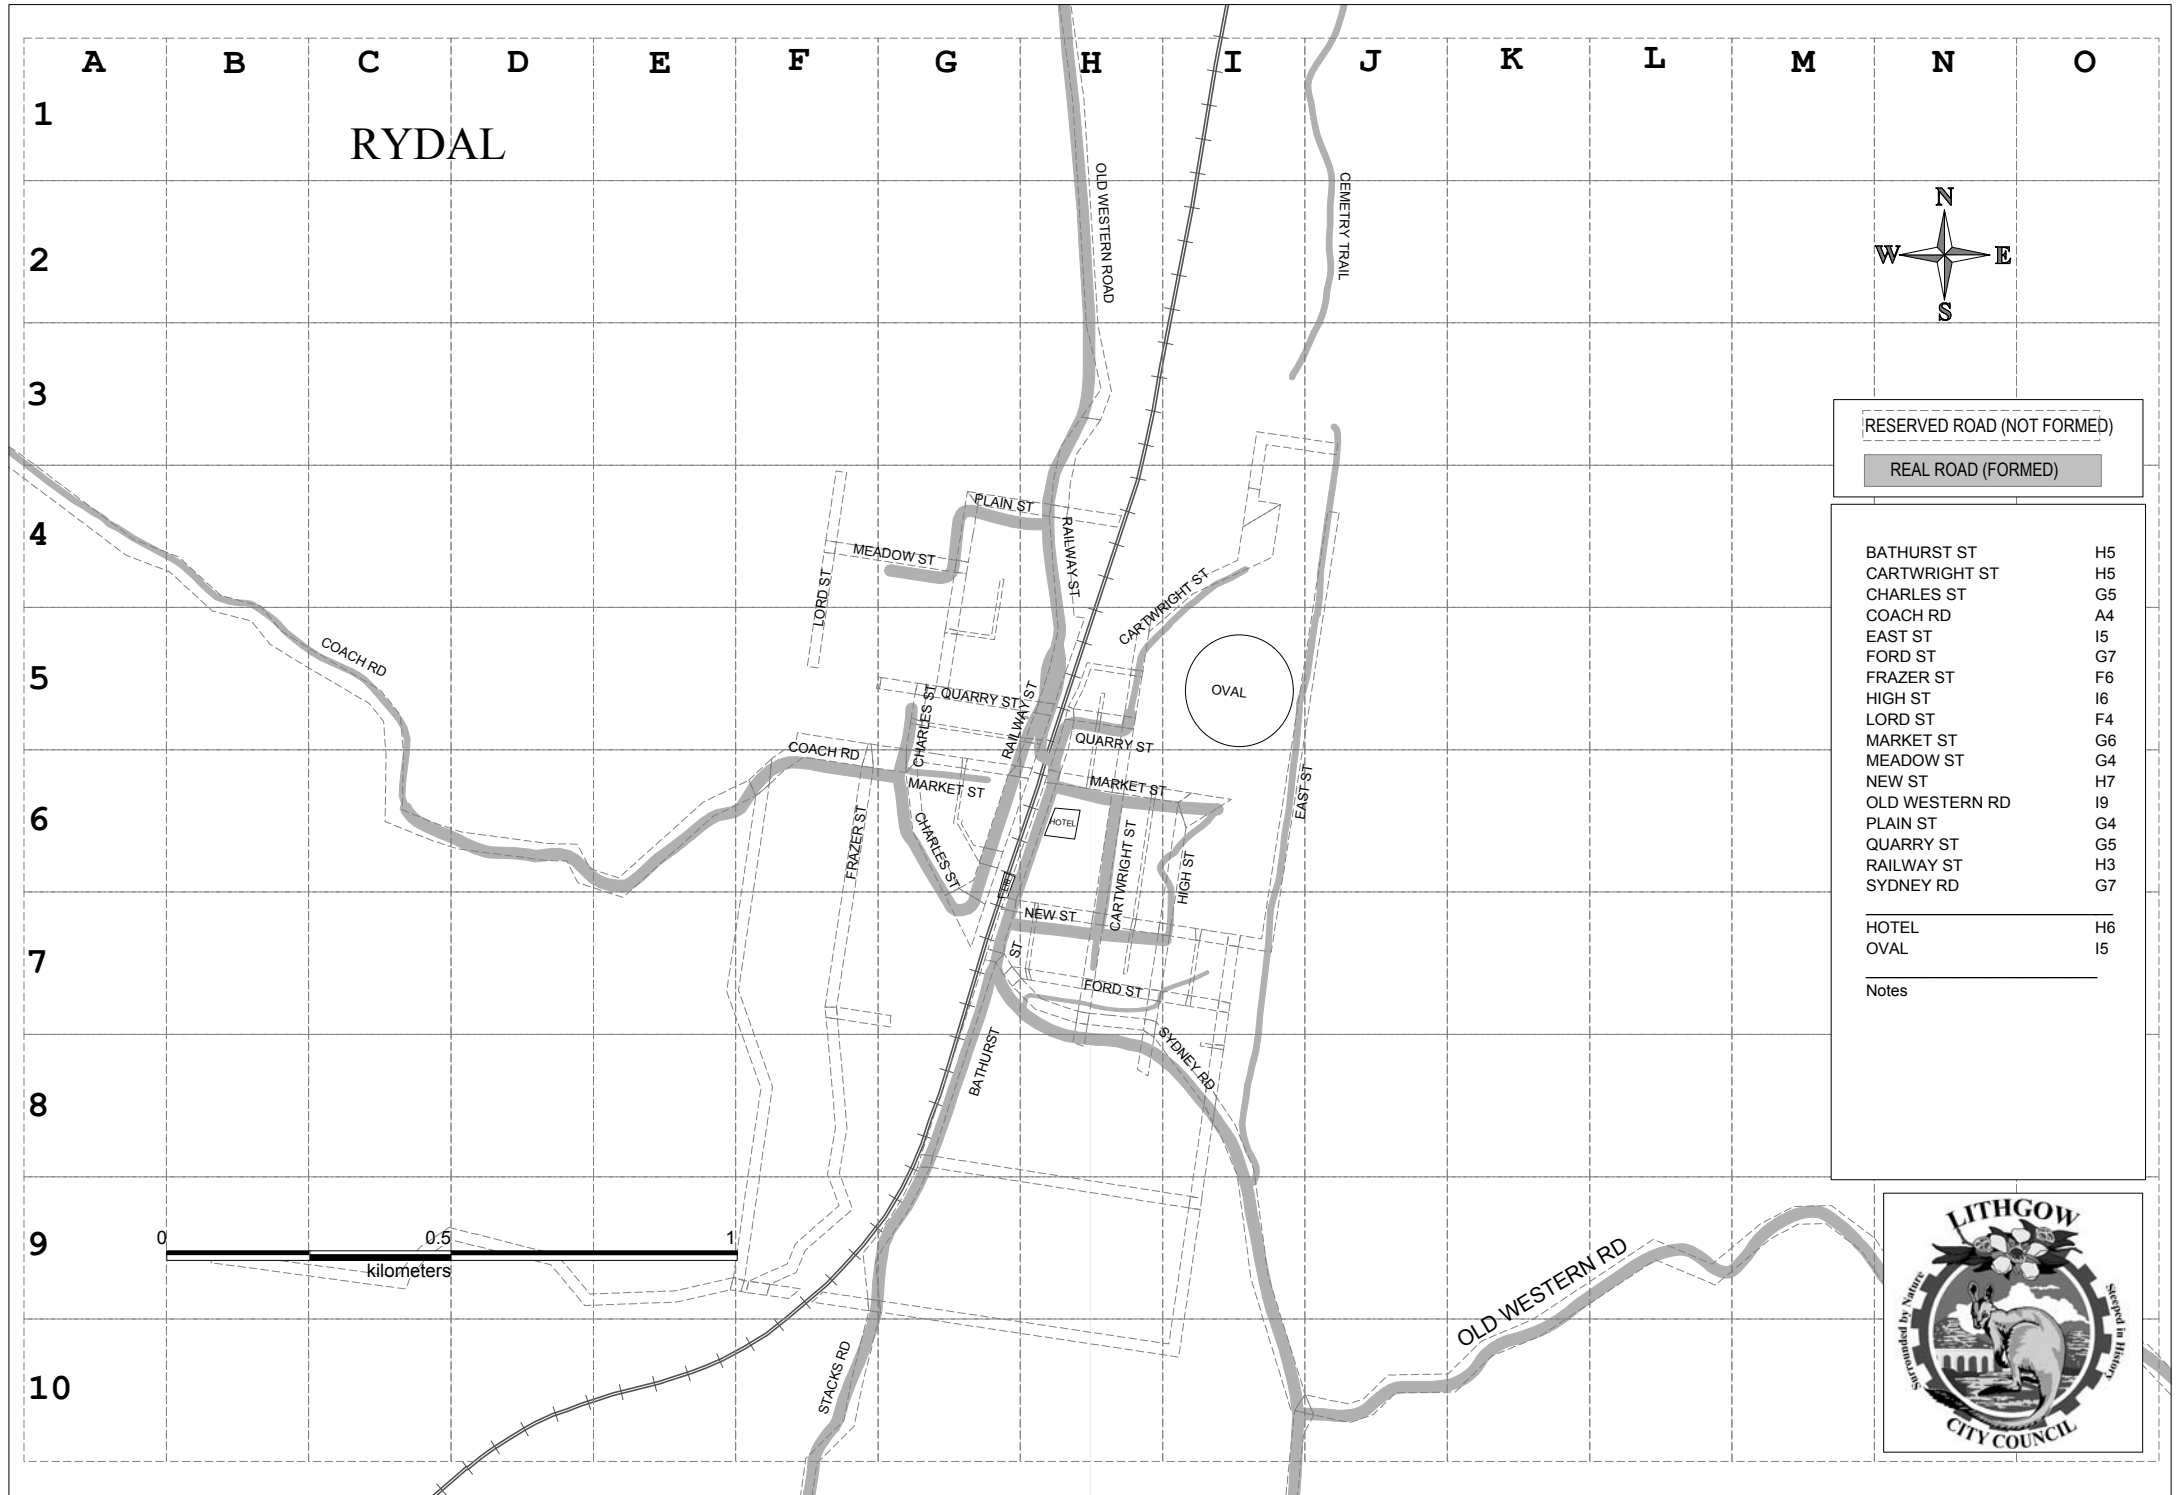 A B C D E F G H I J K L M N O
1
RYDAL
OLD WESTERN ROAD
CEMETRY TRAIL
2
N
W E
S
3
RESERVED ROAD (NOT FORMED)
REAL ROAD (FORMED)
4
PLAIN ST
MEADOW ST
RAILWAY ST
LORD ST
CARTWRIGHT ST
5
COACH RD
OVAL
QUARRY ST
CHARLES ST
RAILWAY ST
QUARRY ST
COACH RD
MARKET ST
MARKET ST
EAST ST
6
HOTEL
FRAZER ST
CHARLES ST
CARTWRIGHT ST
HIGH ST
NEW ST
7
ST
FORD ST
SYDNEY RD
BATHURST
8
9
0 0.5 1
kilometers
OLD WESTERN RD
10
STACKS RD
BATHURST ST H5
CARTWRIGHT ST H5
CHARLES ST G5
COACH RD A4
EAST ST I5
FORD ST G7
FRAZER ST F6
HIGH ST I6
LORD ST F4
MARKET ST G6
MEADOW ST G4
NEW ST H7
OLD WESTERN RD I9
PLAIN ST G4
QUARRY ST G5
RAILWAY ST H3
SYDNEY RD G7
HOTEL H6
OVAL I5
Notes
LITHGOW
Surrounded by Nature
Steeped in History
CITY COUNCIL